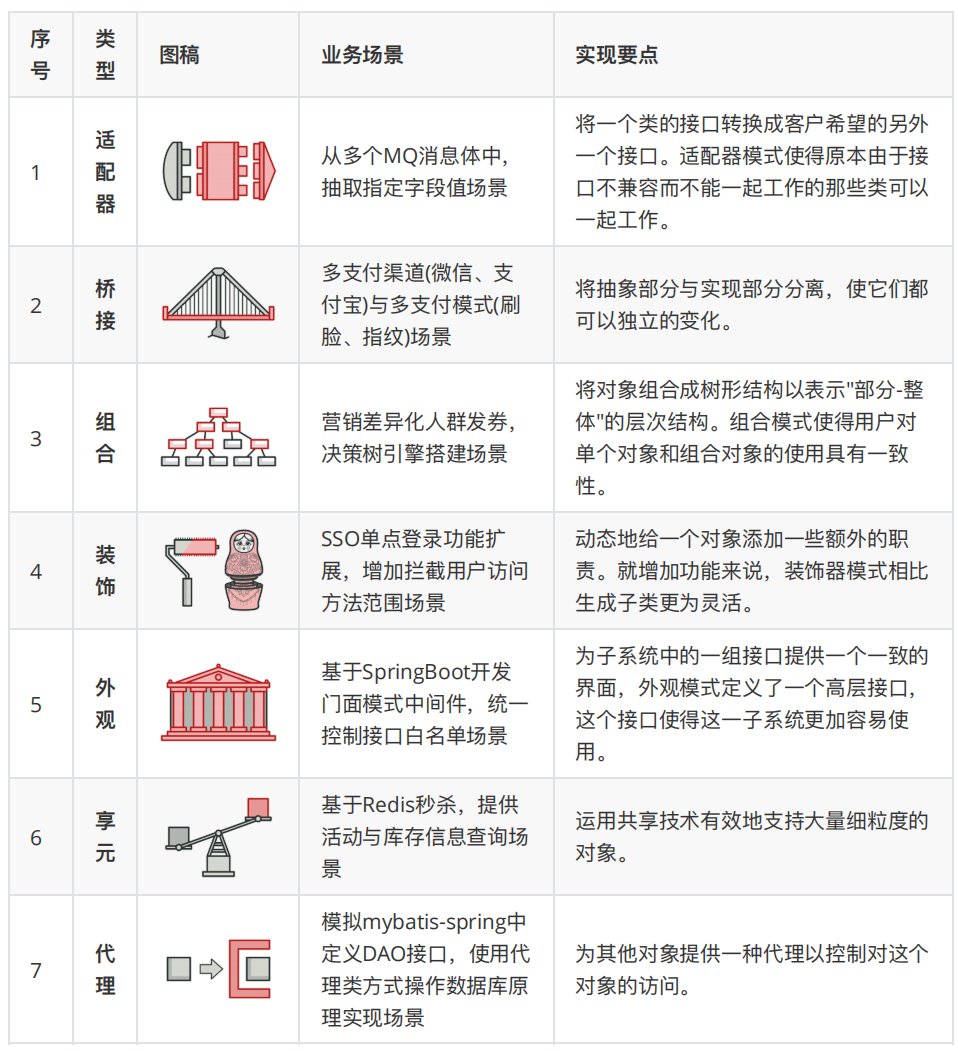 序
号
类
型
图稿
业务场景
实现要点
1
适
配
器
从多个MQ消息体中，
抽取指定字段值场景
将一个类的接口转换成客户希望的另外
一个接口。适配器模式使得原本由于接
口不兼容而不能一起工作的那些类可以
一起工作。
2
桥
接
多支付渠道(微信、支
付宝)与多支付模式(刷
脸、指纹)场景
将抽象部分与实现部分分离，使它们都
可以独立的变化。
3
组
合
营销差异化人群发券，
决策树引擎搭建场景
将对象组合成树形结构以表示"部分-整
体"的层次结构。组合模式使得用户对
单个对象和组合对象的使用具有一致
性。
4
装
饰
SSO单点登录功能扩
展，增加拦截用户访问
方法范围场景
动态地给一个对象添加一些额外的职
责。就增加功能来说，装饰器模式相比
生成子类更为灵活。
5
外
观
基于SpringBoot开发
门面模式中间件，统一
控制接口白名单场景
为子系统中的一组接口提供一个一致的
界面，外观模式定义了一个高层接口，
这个接口使得这一子系统更加容易使
用。
6
享
元
基于Redis秒杀，提供
活动与库存信息查询场
景
运用共享技术有效地支持大量细粒度的
对象。
7
代
理
模拟mybatis-spring中
定义DAO接口，使用代
理类方式操作数据库原
理实现场景
为其他对象提供一种代理以控制对这个
对象的访问。